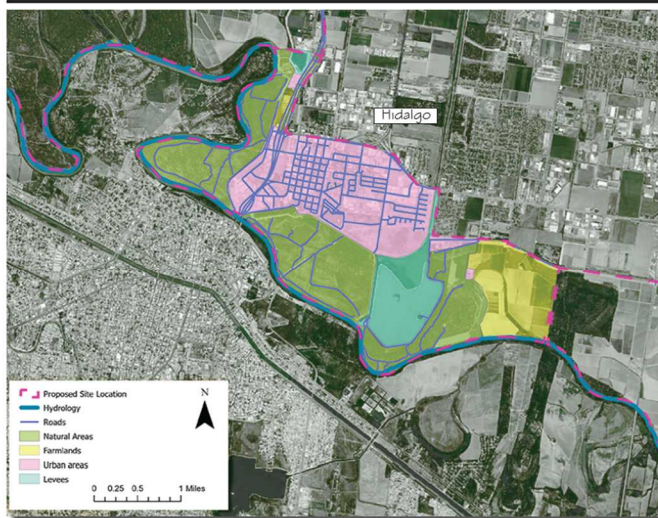 Hidalgo
Proposed Site Location
Hydrology
Roads
Natural Areas
Farmlands
Urban areas
Levees
N
0 0.25 0.5 1 Miles